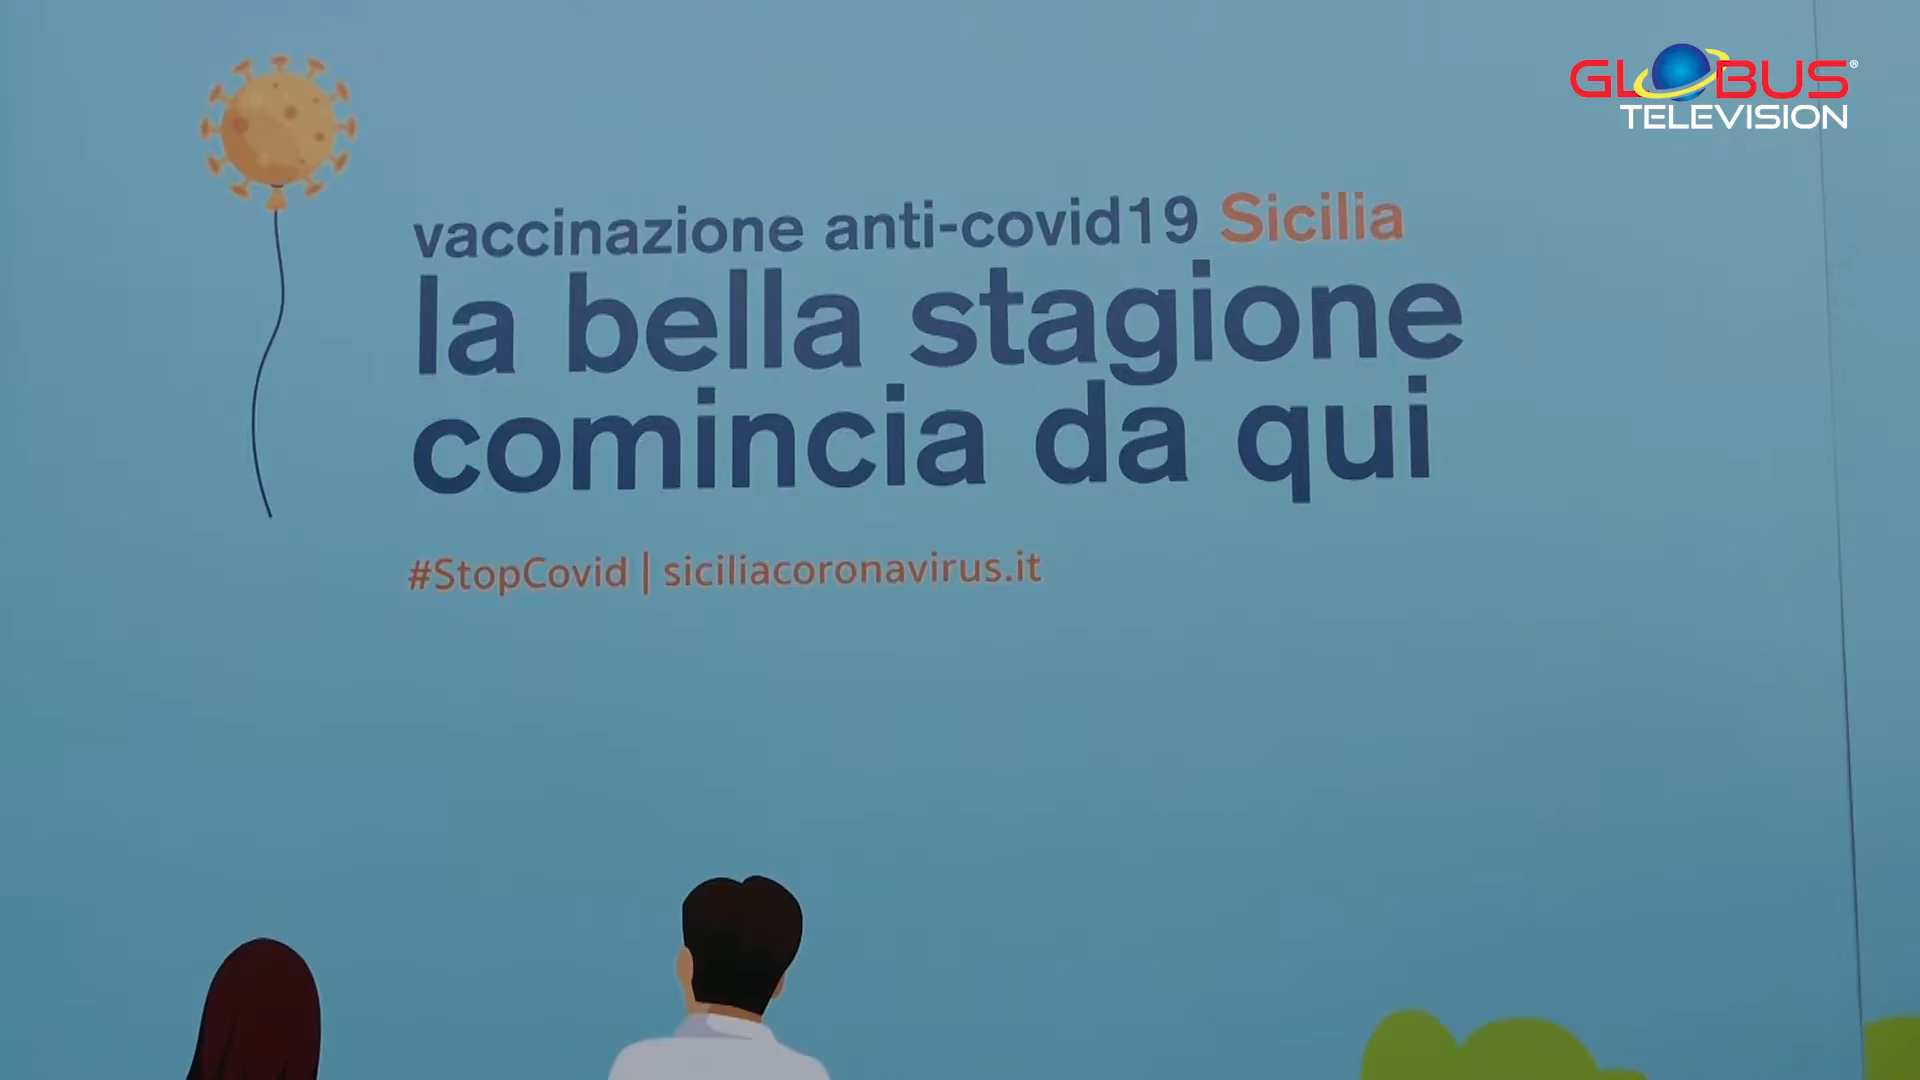 GLOBUS®
TELEVISION
vaccinazione anti-covid19 Sicilia
la bella stagione
comincia da qui
#StopCovid | siciliacoronavirus.it